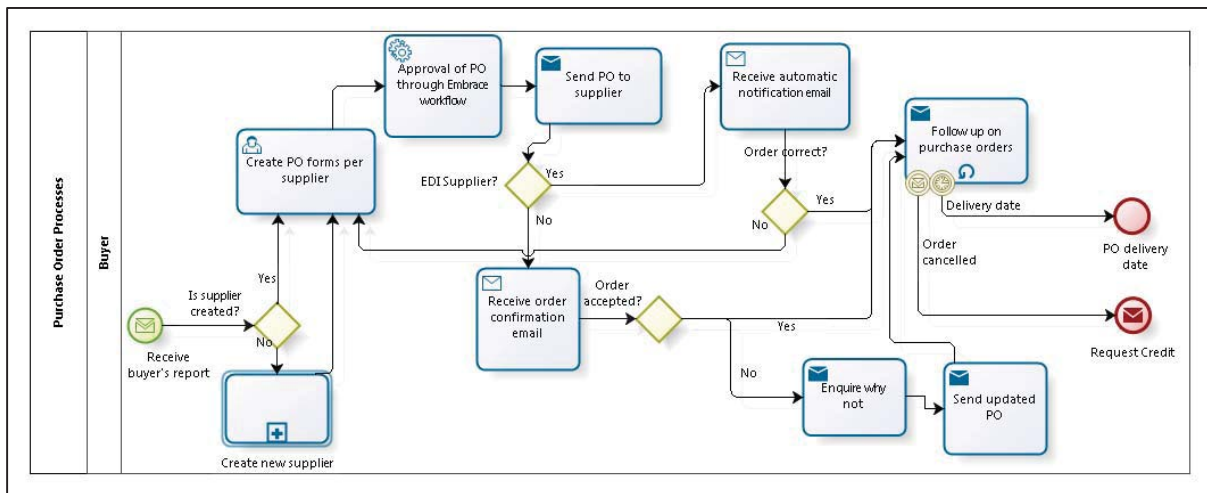 Purchase Order Processes
Buyer
Receive
buyer's report
Is supplier
created?
Yes
No
Create new supplier
Create PO forms per
supplier
Approval of PO
through Embrace
workflow
Send PO to
supplier
EDI Supplier?
Yes
No
Receive automatic
notification email
Order correct?
Yes
No
Receive order
confirmation
email
Order
accepted?
Yes
No
Enquire why
not
Send updated
PO
Follow up on
purchase orders
Delivery date
Order
cancelled
PO delivery
date
Request Credit